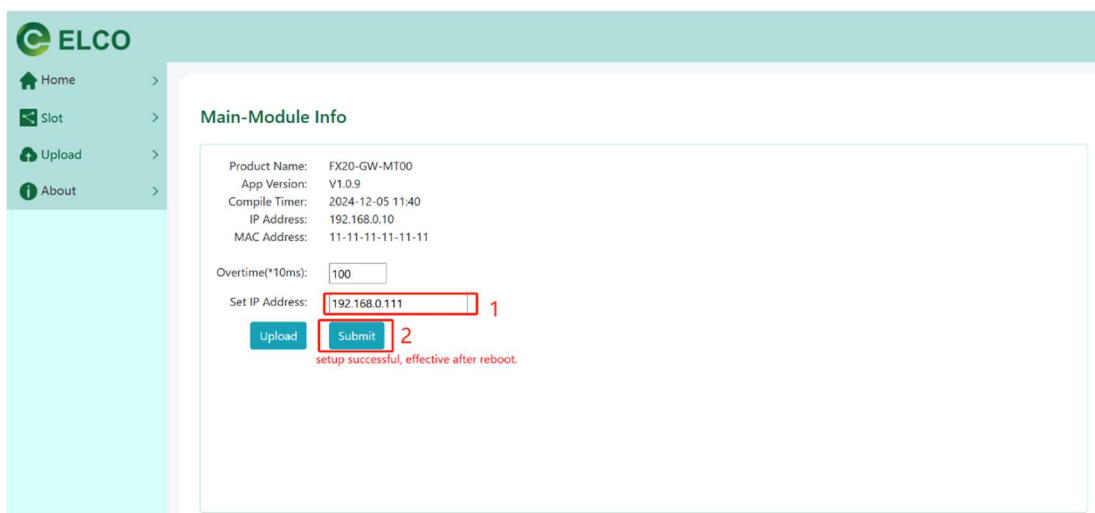 ELCO
Home
Slot
Upload
About
Main-Module Info
Product Name: FX20-GW-MT00
App Version: V1.0.9
Compile Timer: 2024-12-05 11:40
IP Address: 192.168.0.10
MAC Address: 11-11-11-11-11-11
Overtime(*10ms): 100
Set IP Address: 192.168.0.111 1
Upload Submit 2
setup successful, effective after reboot.